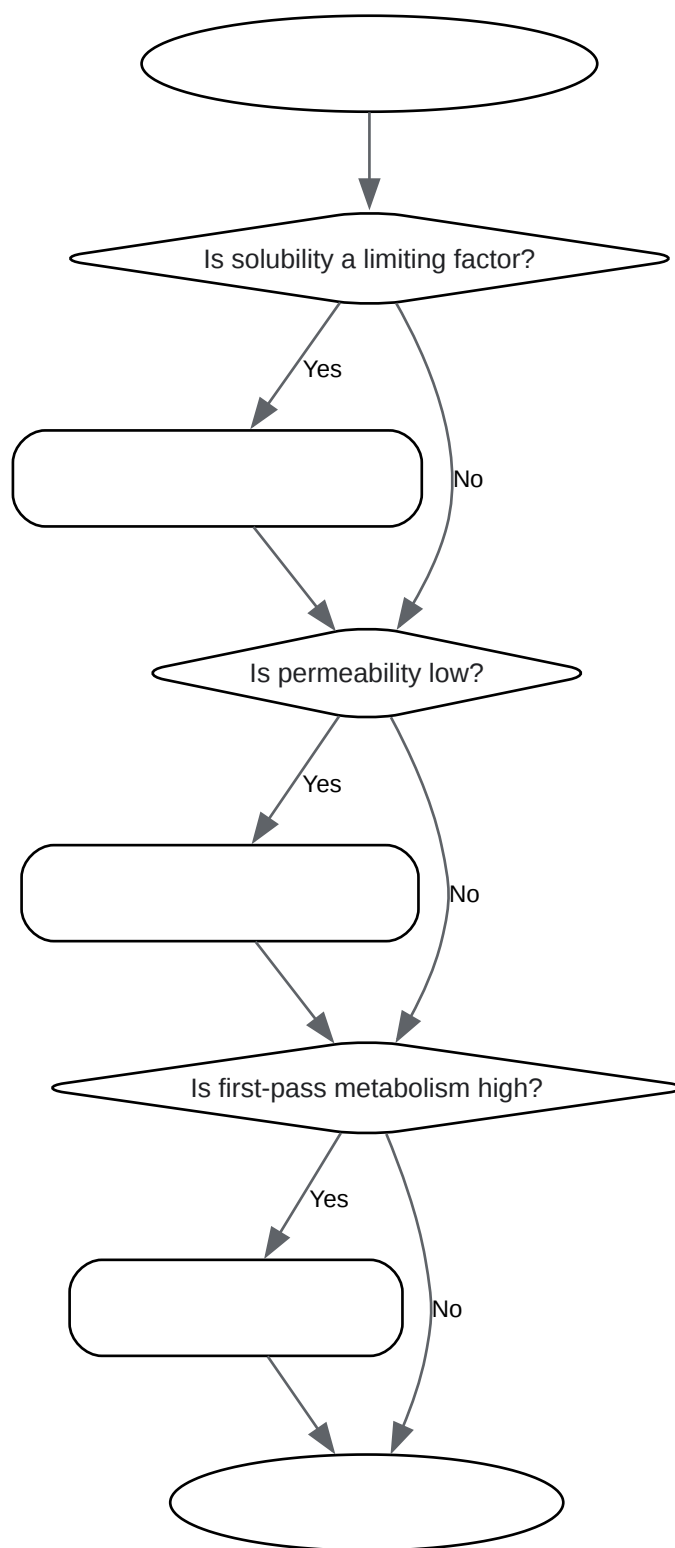 Is solubility a limiting factor?
Yes
No
Is permeability low?
Yes
No
Is first-pass metabolism high?
Yes
No